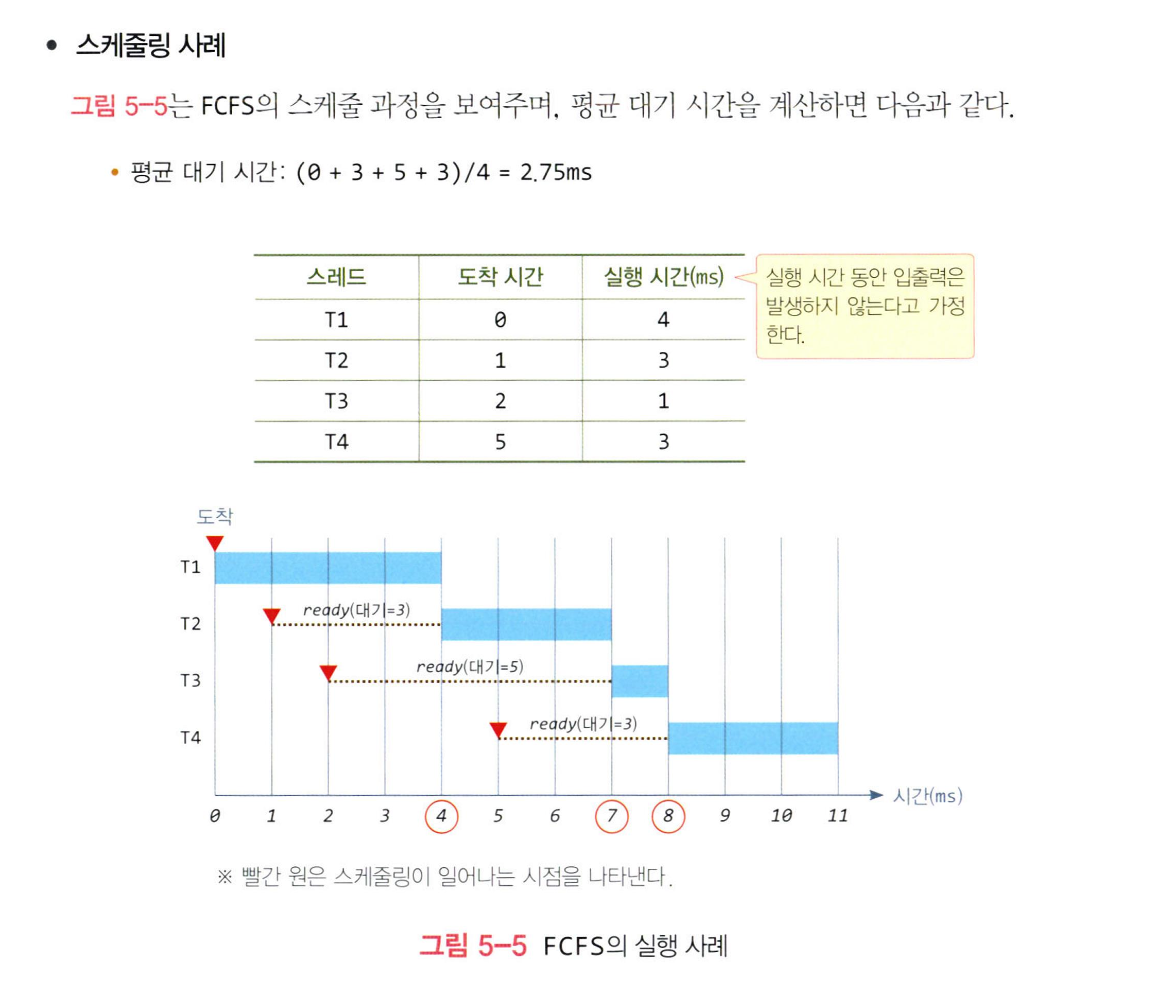 • 스케줄링 사례
그림 5-5는 FCFS의 스케줄 과정을 보여주며, 평균 대기 시간을 계산하면 다음과 같다.
• 평균 대기 시간: (0 + 3 + 5 + 3)/4 = 2.75ms
스레드 도착 시간 실행 시간(ms)
T1 0 4
T2 1 3
T3 2 1
T4 5 3
실행 시간 동안 입출력은
발생하지 않는다고 가정
한다.
도착
T1
T2 ready(대기=3)
T3 ready(대기=5)
T4 ready(대기=3)
시간(ms)
0 1 2 3 4 5 6 7 8 9 10 11
※ 빨간 원은 스케줄링이 일어나는 시점을 나타낸다.
그림 5-5 FCFS의 실행 사례